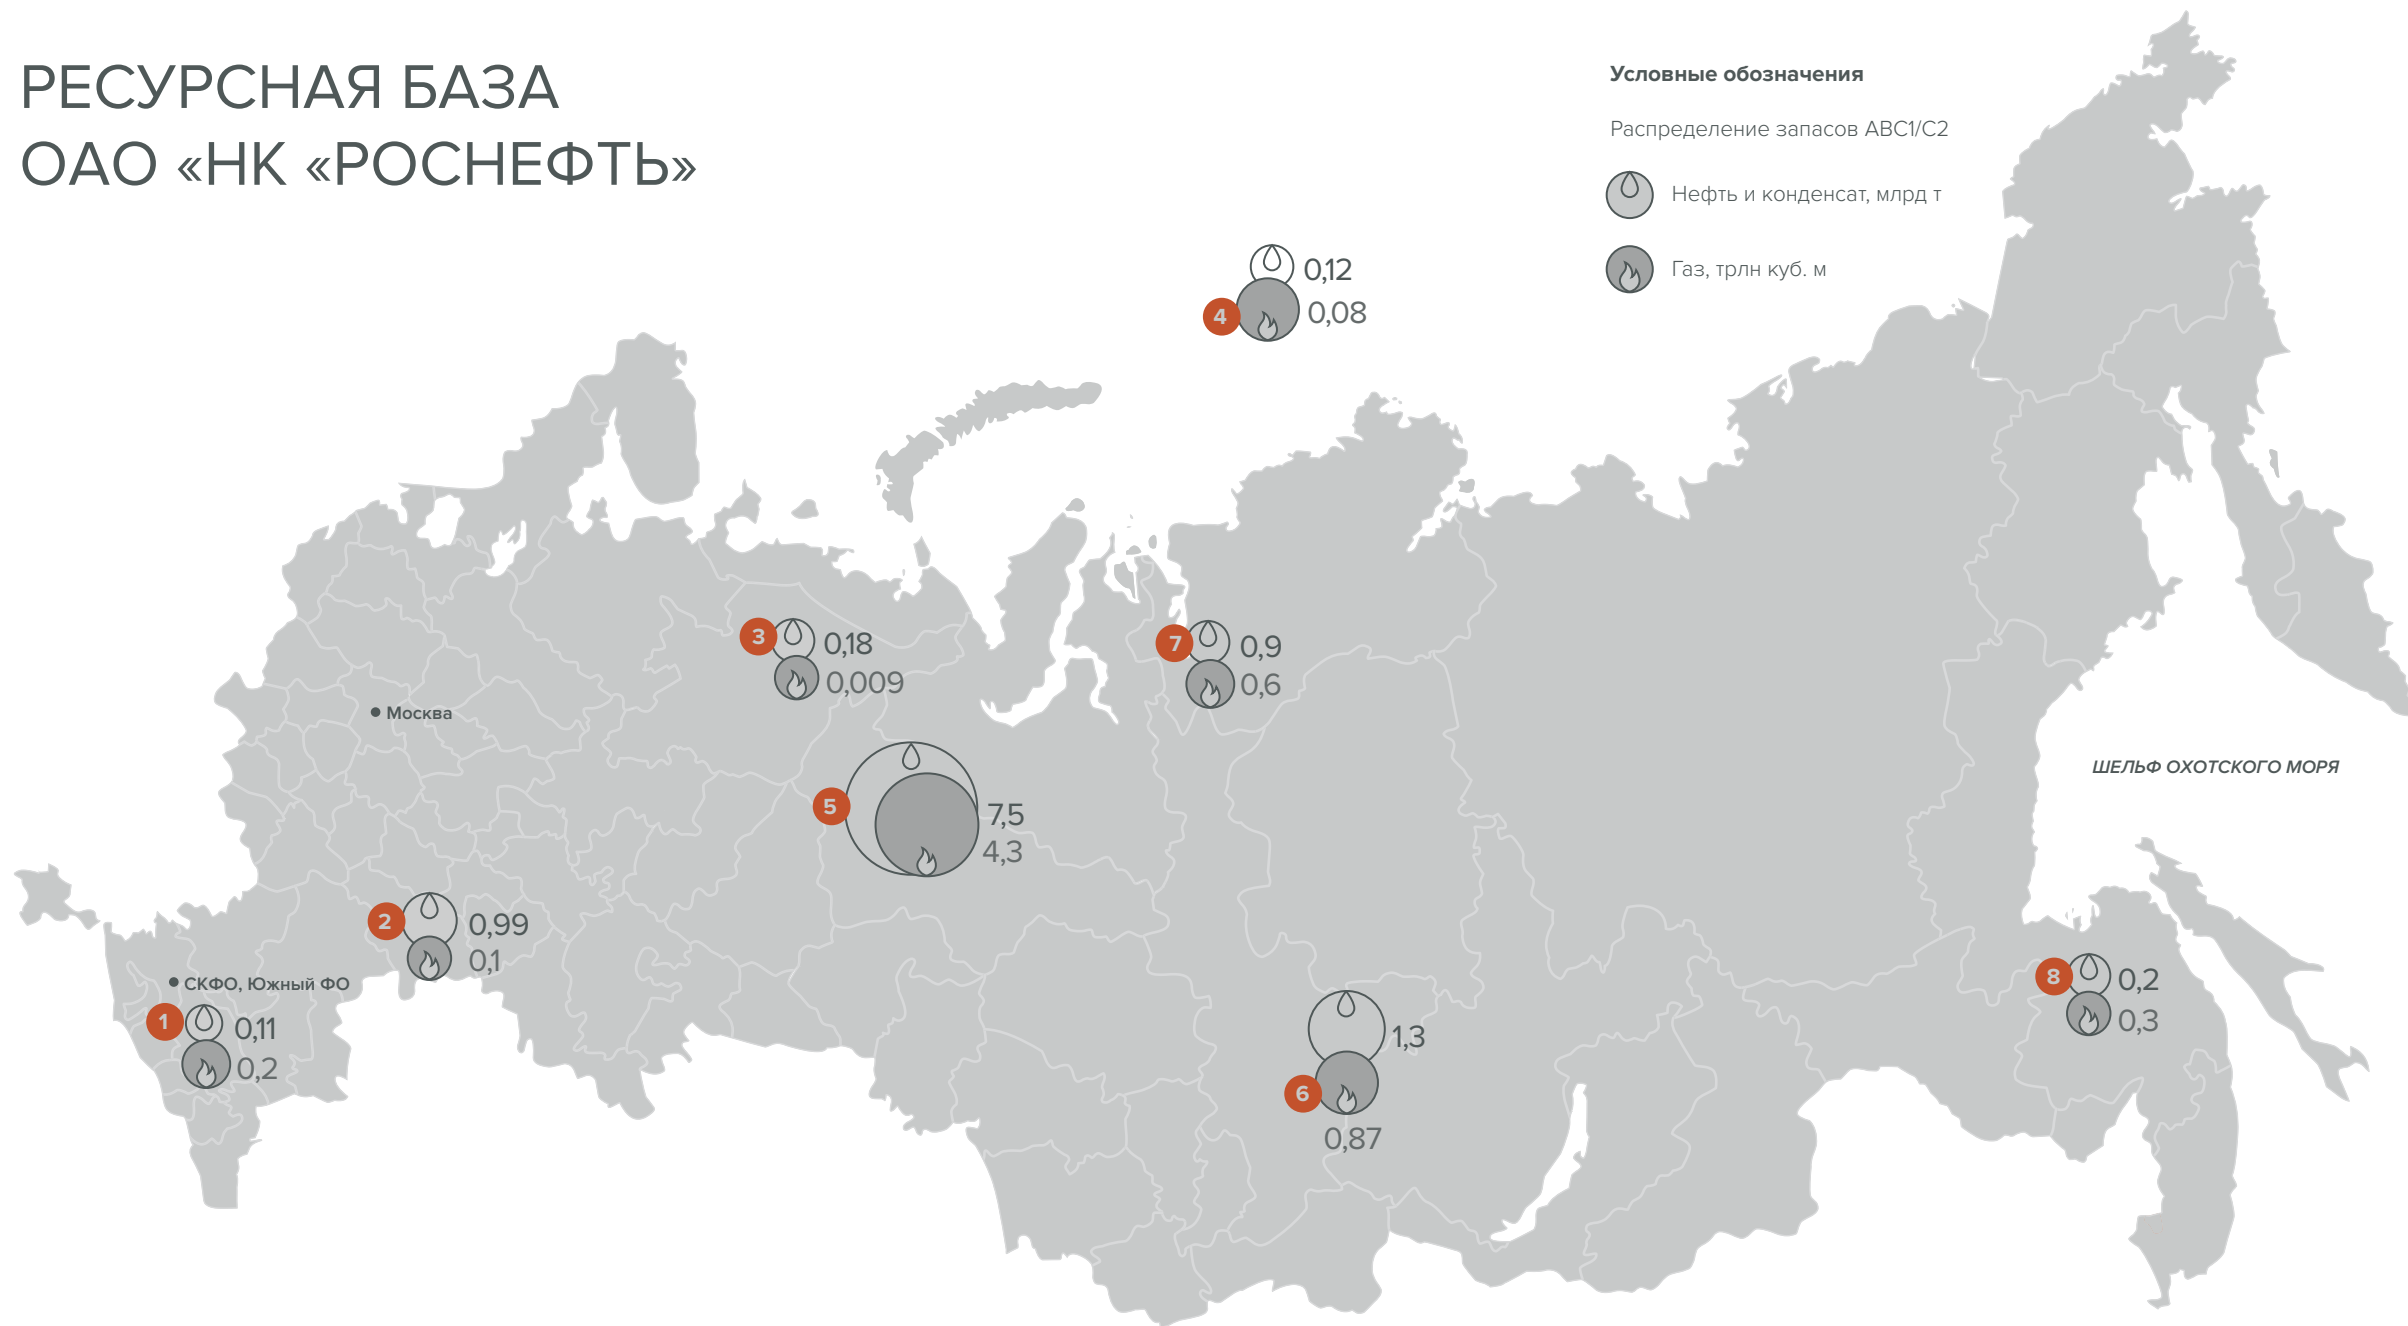 РЕСУРСНАЯ БАЗА
ОАО «НК «РОСНЕФТЬ»
Условные обозначения
Распределение запасов АВС1/С2
Нефть и конденсат, млрд т
Газ, трлн куб. м
0,12
4
0,08
3
0,18
0,009
7
0,9
0,6
Москва
ШЕЛЬФ ОХОТСКОГО МОРЯ
5
7,5
4,3
2
0,99
0,1
СКФО, Южный ФО
1
0,11
0,2
8
0,2
0,3
1,3
6
0,87